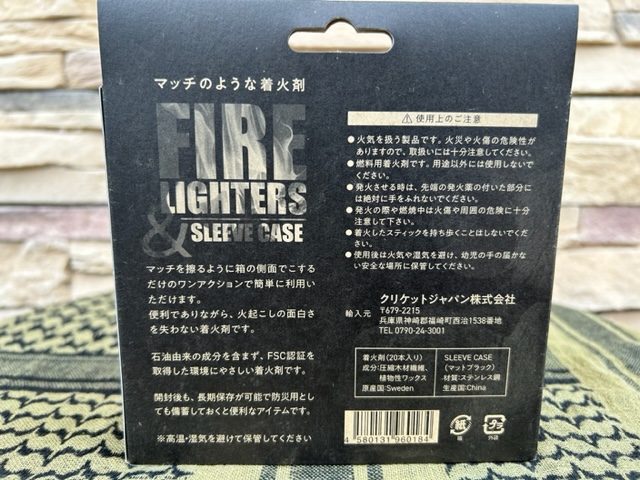 マッチのような着火剤
FIRE
LIGHTERS
& SLEEVE CASE
マッチを擦るように箱の側面でこする
だけのワンアクションで簡単に利用い
ただけます。
便利でありながら、火起こしの面白さ
を失わない着火剤です。
石油由来の成分を含まず、FSC認証を
取得した環境にやさしい着火剤です。
開封後も、長期保存が可能で防災用とし
ても備蓄しておくと便利なアイテムです。
※高温・湿気を避けて保管してください
⚠ 使用上のご注意
●火気を扱う製品です。火災や火傷の危険性が
ありますので、取扱いには十分注意してください。
●燃料用着火剤です。用途以外には使用しないで
ください。
●発火させる時は、先端の発火薬の付いた部分に
は絶対に手をふれないでください。
●発火の際や燃焼中は火傷や周囲の危険に十分
注意して下さい。
●着火したスティックを持ち歩くことはしないでくだ
さい。
●使用後は火気や湿気を避け、幼児の手の届かな
い安全な場所に保管してください。
輸入元
クリケットジャパン株式会社
〒679-2215
兵庫県神崎郡福崎町西治1538番地
TEL 0790-24-3001
着火剤(20本入り)
成分:圧縮木材繊維、
植物性ワックス
原産国:Sweden
SLEEVE CASE
(マットブラック)
材質:ステンレス鋼
生産国:China
4 580131 960184
紙
箱
プラ
外袋